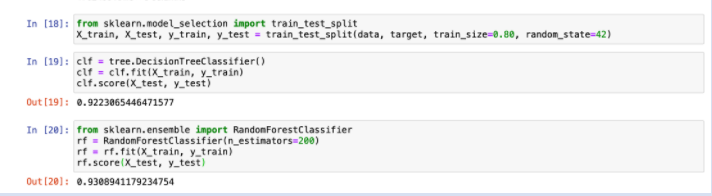 In [18]: from sklearn.model_selection import train_test_split
X_train, X_test, y_train, y_test = train_test_split(data, target, train_size=0.80, random_state=42)
In [19]: clf = tree.DecisionTreeClassifier()
clf = clf.fit(X_train, y_train)
clf.score(X_test, y_test)
Out[19]: 0.9223065446471577
In [20]: from sklearn.ensemble import RandomForestClassifier
rf = RandomForestClassifier(n_estimators=200)
rf = rf.fit(X_train, y_train)
rf.score(X_test, y_test)
Out[20]: 0.9308941179234754